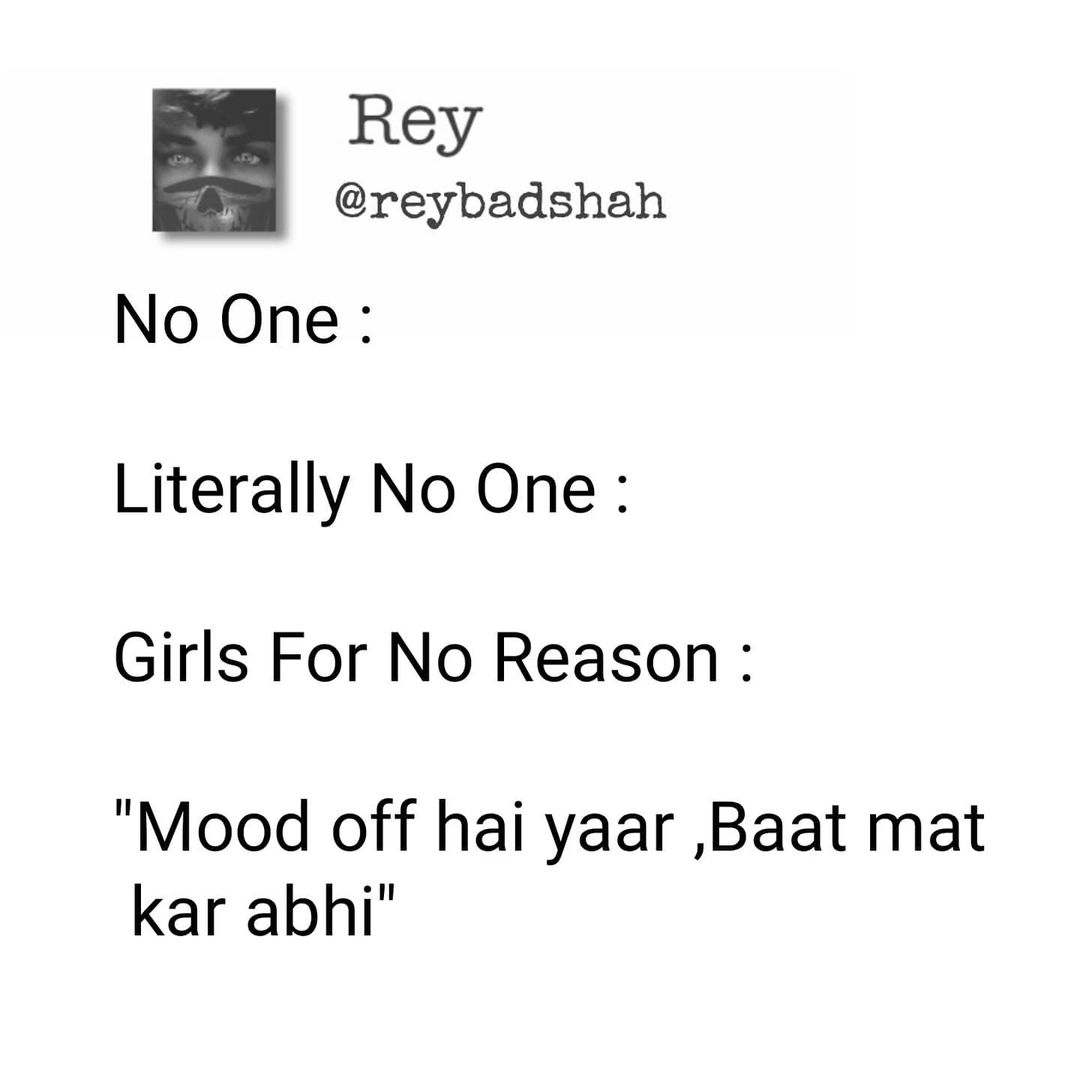 Rey
@reybadshah
No One :
Literally No One :
Girls For No Reason :
"Mood off hai yaar ,Baat mat
kar abhi"